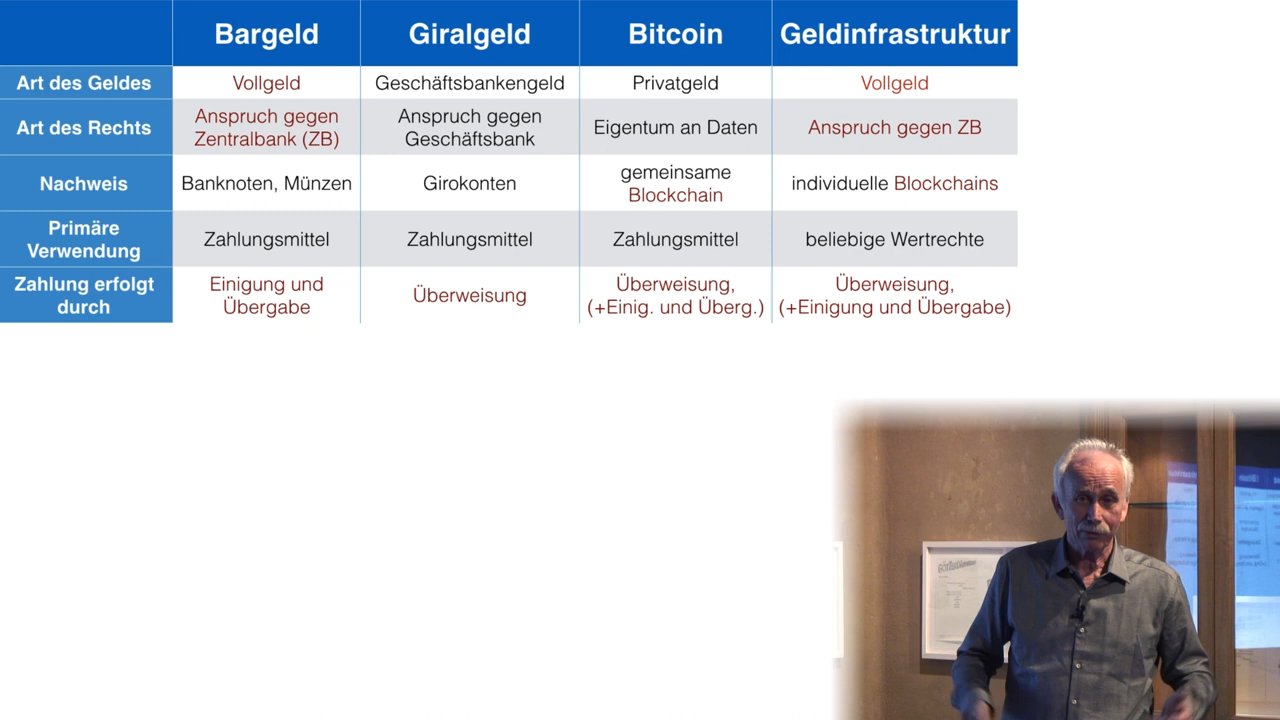 Bargeld Giralgeld Bitcoin Geldinfrastruktur
Art des Geldes Vollgeld Geschäftsbankengeld Privatgeld Vollgeld
Art des Rechts Anspruch gegen Zentralbank (ZB) Anspruch gegen Geschäftsbank Eigentum an Daten Anspruch gegen ZB
Nachweis Banknoten, Münzen Girokonten gemeinsame Blockchain individuelle Blockchains
Primäre Verwendung Zahlungsmittel Zahlungsmittel Zahlungsmittel beliebige Wertrechte
Zahlung erfolgt durch Einigung und Übergabe Überweisung Überweisung, (+Einig. und Überg.) Überweisung, (+Einigung und Übergabe)